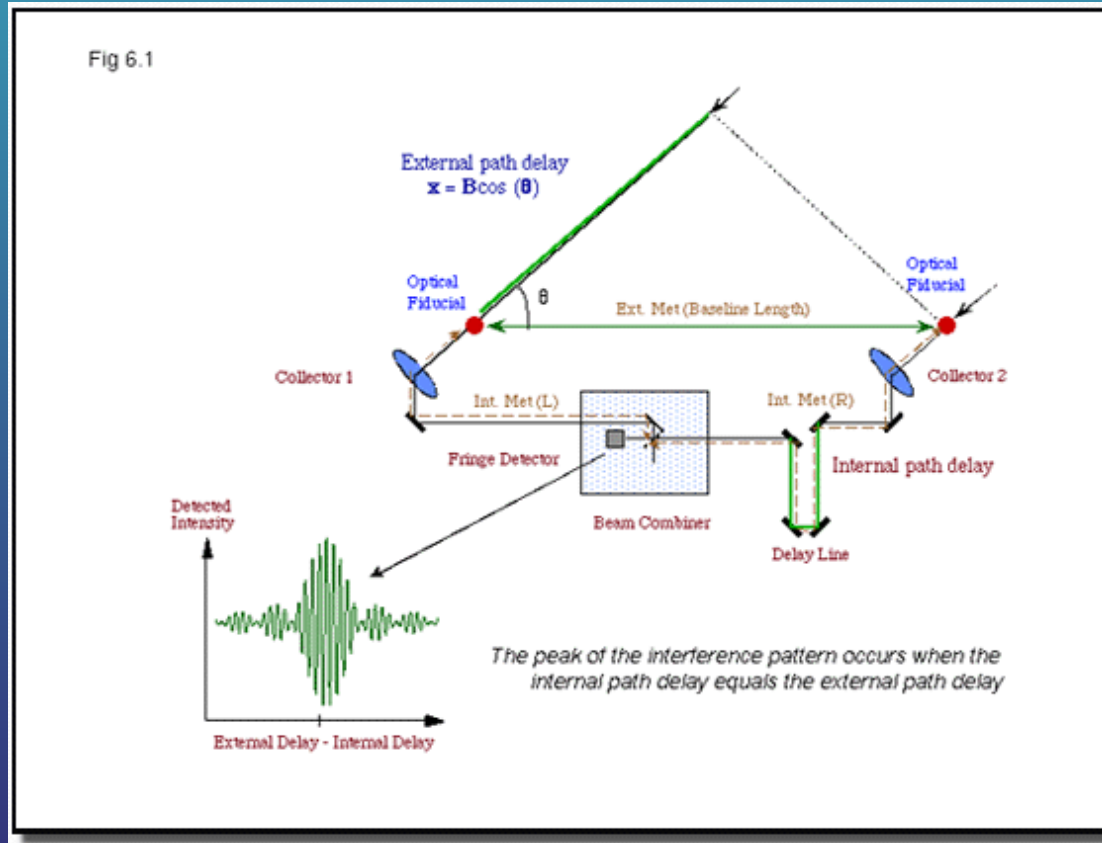 Fig 6.1
External path delay
x = Bcos (θ)
Optical
Fiducial
θ
Optical
Fiducial
Ext. Met (Baseline Length)
Collector 1
Collector 2
Int. Met (L)
Int. Met (R)
Fringe Detector
Internal path delay
Beam Combiner
Delay Line
Detected
Intensity
The peak of the interference pattern occurs when the
internal path delay equals the external path delay
External Delay - Internal Delay